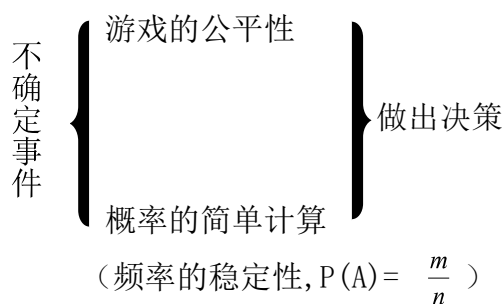 不确定事件
游戏的公平性
做出决策
概率的简单计算
（频率的稳定性,P(A)= m/n ）